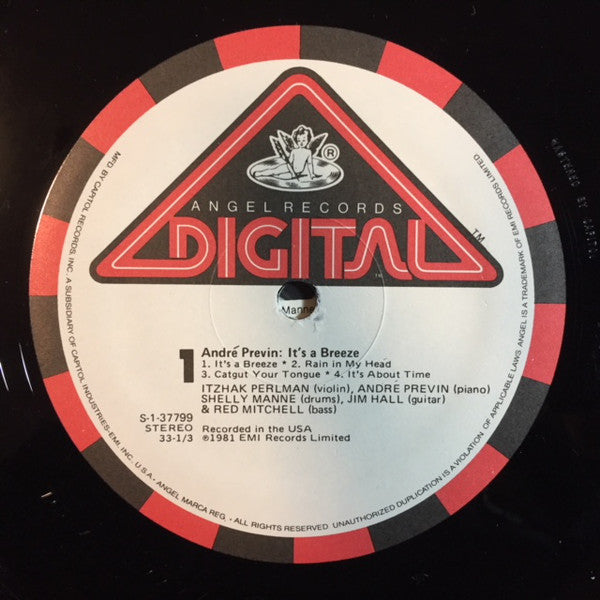 ®
ANGEL RECORDS
DIGITAL
TM
TM
Manne
1
André Previn: It's a Breeze
1. It's a Breeze * 2. Rain in My Head
3. Catgut Your Tongue * 4. It's About Time
ITZHAK PERLMAN (violin), ANDRÉ PREVIN (piano)
SHELLY MANNE (drums), JIM HALL (guitar)
& RED MITCHELL (bass)
S-1-37799
STEREO
33-1/3
Recorded in the USA
℗1981 EMI Records Limited
MFD BY CAPITOL RECORDS, INC. A SUBSIDIARY OF CAPITOL INDUSTRIES-EMI, INC. U.S.A. • ANGEL MARCA REG. • ALL RIGHTS RESERVED. UNAUTHORIZED DUPLICATION IS A VIOLATION OF APPLICABLE LAWS. ANGEL IS A TRADEMARK OF EMI RECORDS LIMITED